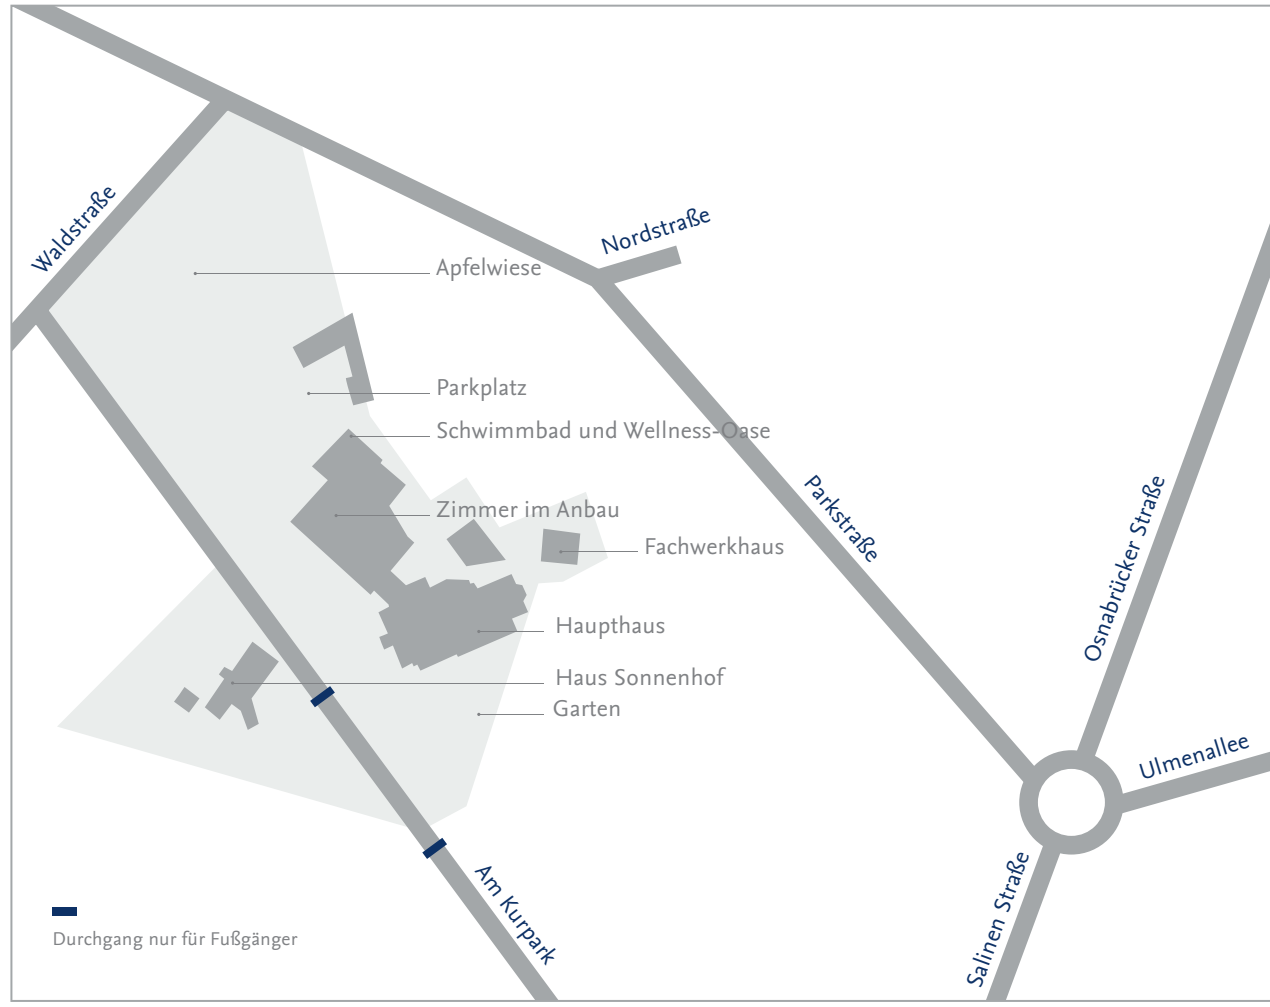 Waldstraße
Nordstraße
Apfelwiese
Parkplatz
Schwimmbad und Wellness-Oase
Parkstraße
Osnabrücker Straße
Zimmer im Anbau
Fachwerkhaus
Haupthaus
Haus Sonnenhof
Garten
Ulmenallee
Am Kurpark
Salinen Straße
Durchgang nur für Fußgänger